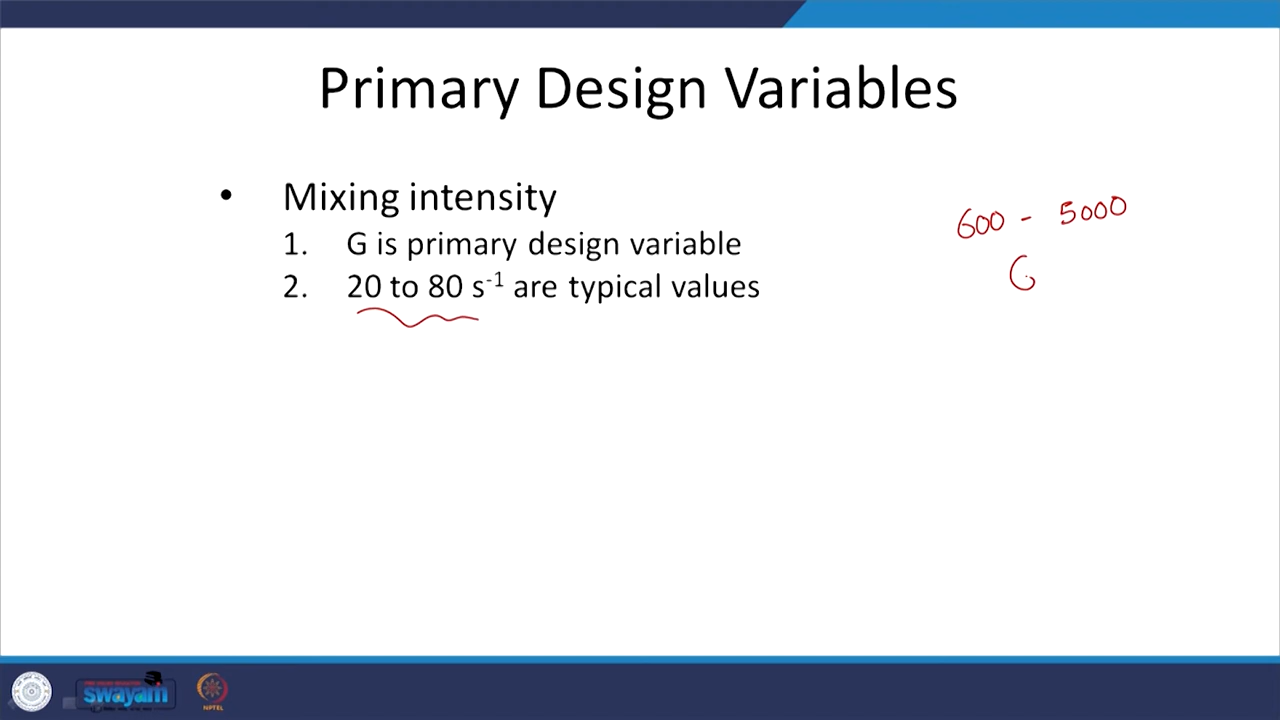 Primary Design Variables
• Mixing intensity
1. G is primary design variable
2. 20 to 80 s⁻¹ are typical values
600 - 5000
G
swayam
NPTEL